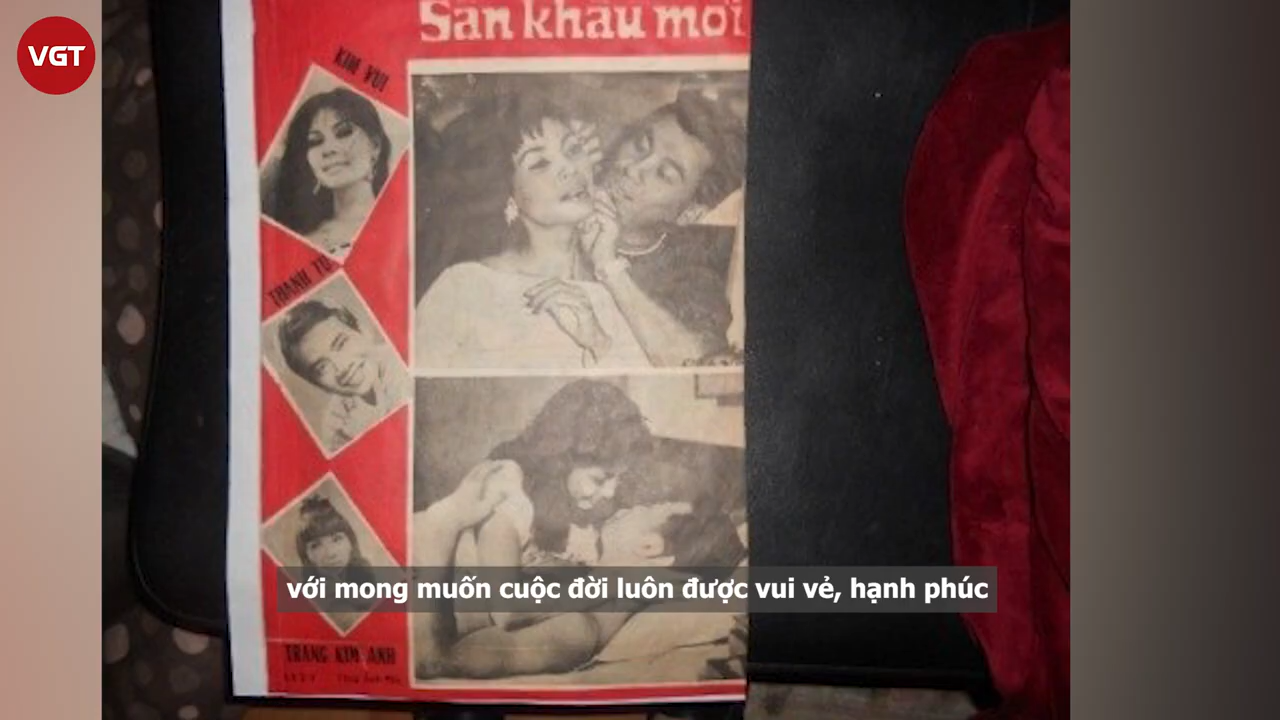 VGT
Sân khấu mới
KIM VUI
THANH TÚ
TRANG KIM ANH
với mong muốn cuộc đời luôn được vui vẻ, hạnh phúc